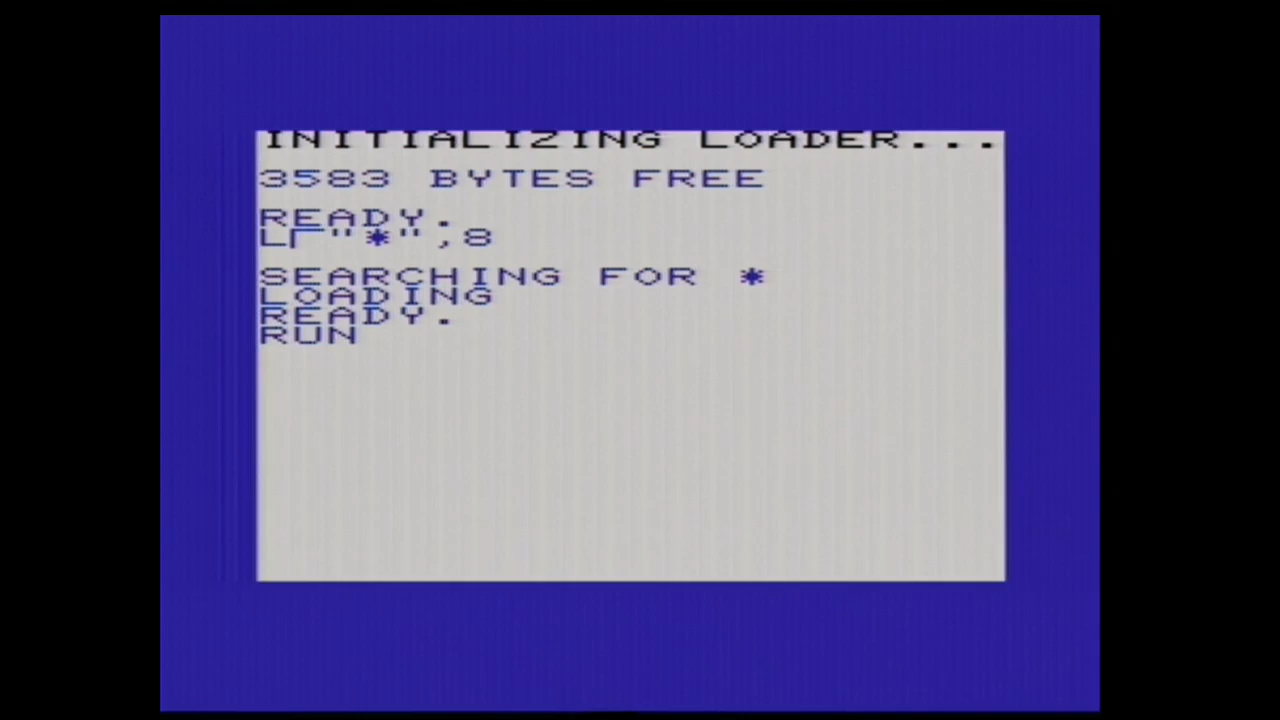 INITIALIZING LOADER...
3583 BYTES FREE
READY.
L┌"*",8
SEARCHING FOR *
LOADING
READY.
RUN